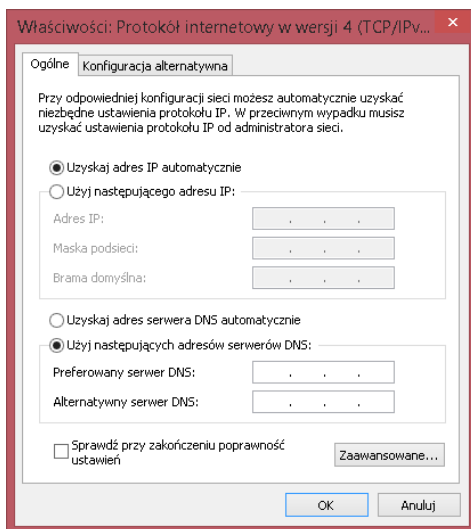 Właściwości: Protokół internetowy w wersji 4 (TCP/IPv...
Ogólne
Konfiguracja alternatywna
Przy odpowiedniej konfiguracji sieci możesz automatycznie uzyskać
niezbędne ustawienia protokołu IP. W przeciwnym wypadku musisz
uzyskać ustawienia protokołu IP od administratora sieci.
Uzyskaj adres IP automatycznie
Użyj następującego adresu IP:
Adres IP:
Maska podsieci:
Brama domyślna:
Uzyskaj adres serwera DNS automatycznie
Użyj następujących adresów serwerów DNS:
Preferowany serwer DNS:
Alternatywny serwer DNS:
Sprawdź przy zakończeniu poprawność
ustawień
Zaawansowane...
OK
Anuluj